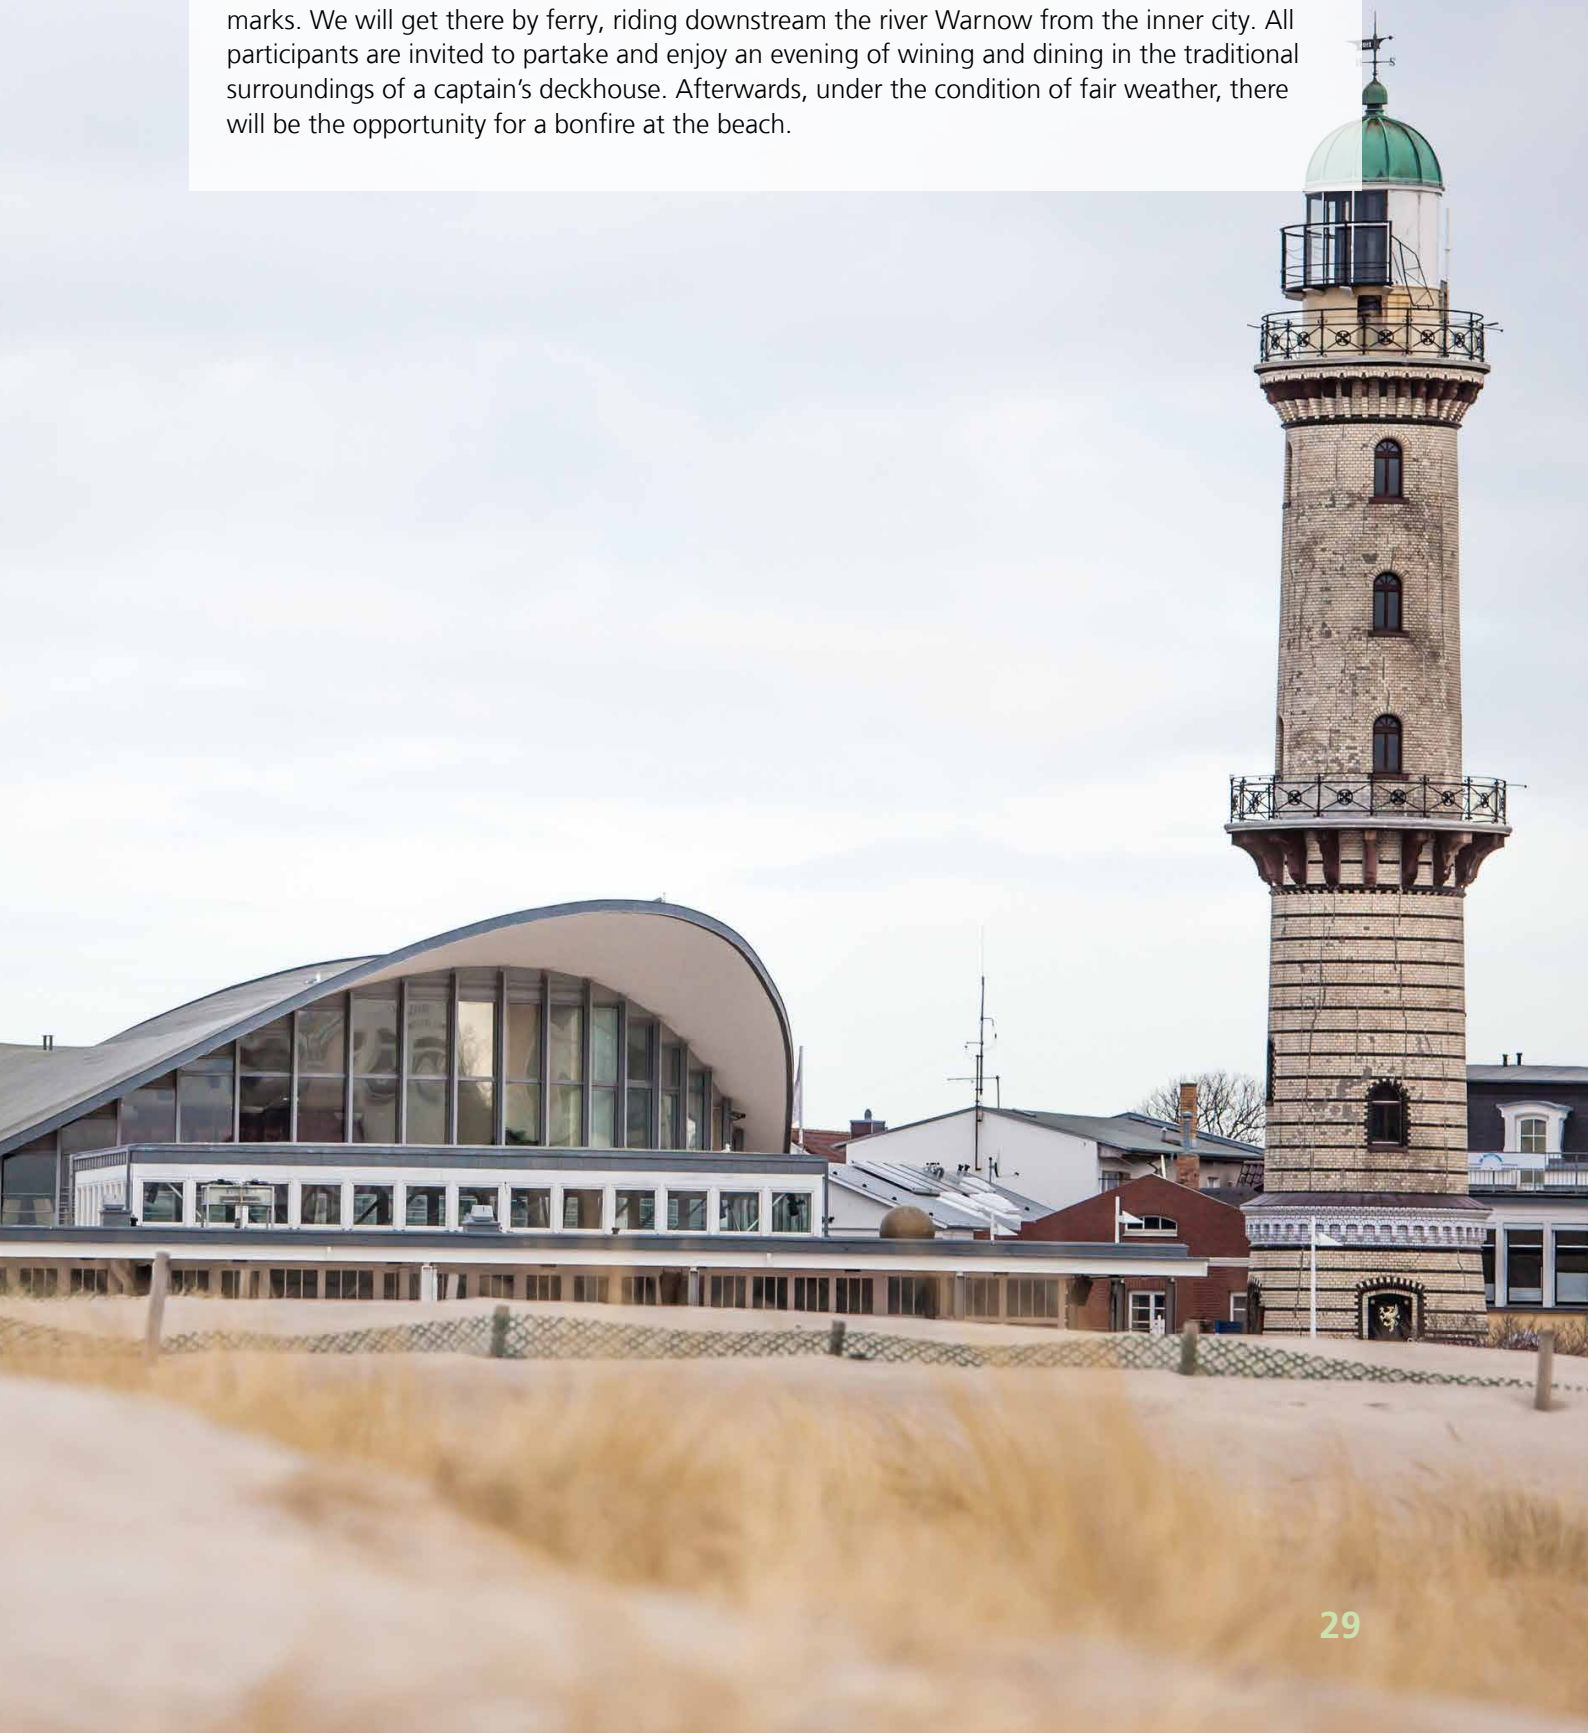 marks. We will get there by ferry, riding downstream the river Warnow from the inner city. All
participants are invited to partake and enjoy an evening of wining and dining in the traditional
surroundings of a captain’s deckhouse. Afterwards, under the condition of fair weather, there
will be the opportunity for a bonfire at the beach.
S
29